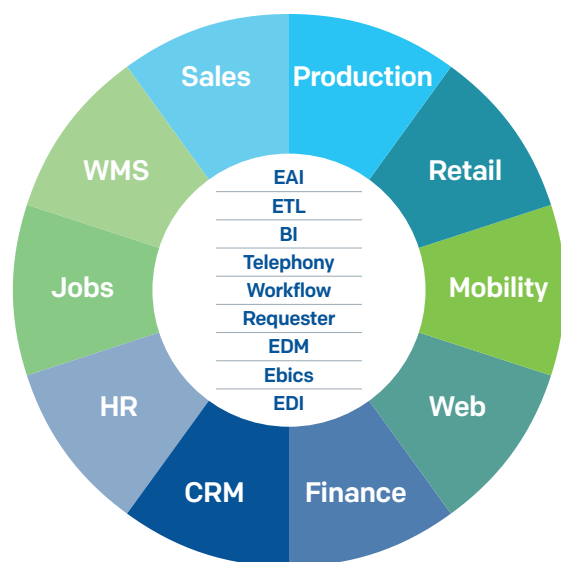 Sales
Production
WMS
Retail
Jobs
Mobility
HR
Web
CRM
Finance
EAI
ETL
BI
Telephony
Workflow
Requester
EDM
Ebics
EDI